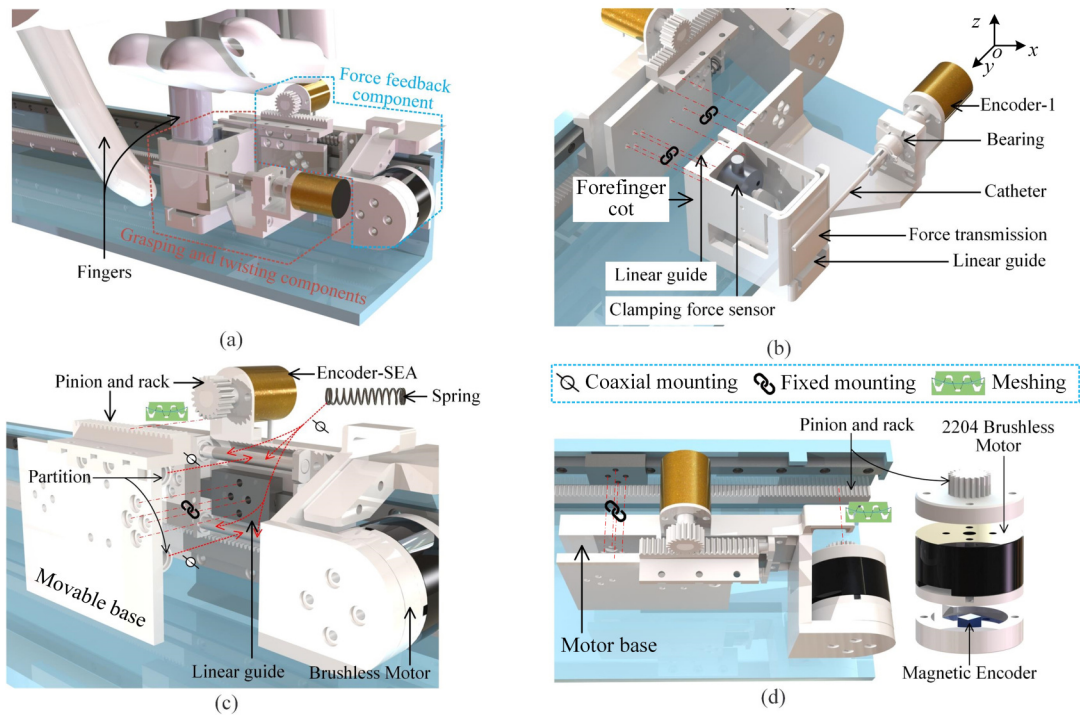 Force feedback
component
Grasping and twisting components
Fingers
(a)
z
o
x
y
Encoder-1
Bearing
Catheter
Forefinger
cot
Force transmission
Linear guide
Linear guide
Clamping force sensor
(b)
Pinion and rack
Encoder-SEA
Spring
Partition
Movable base
Linear guide
Brushless Motor
(c)
Coaxial mounting
Fixed mounting
Meshing
Pinion and rack
2204 Brushless
Motor
Motor base
Magnetic Encoder
(d)